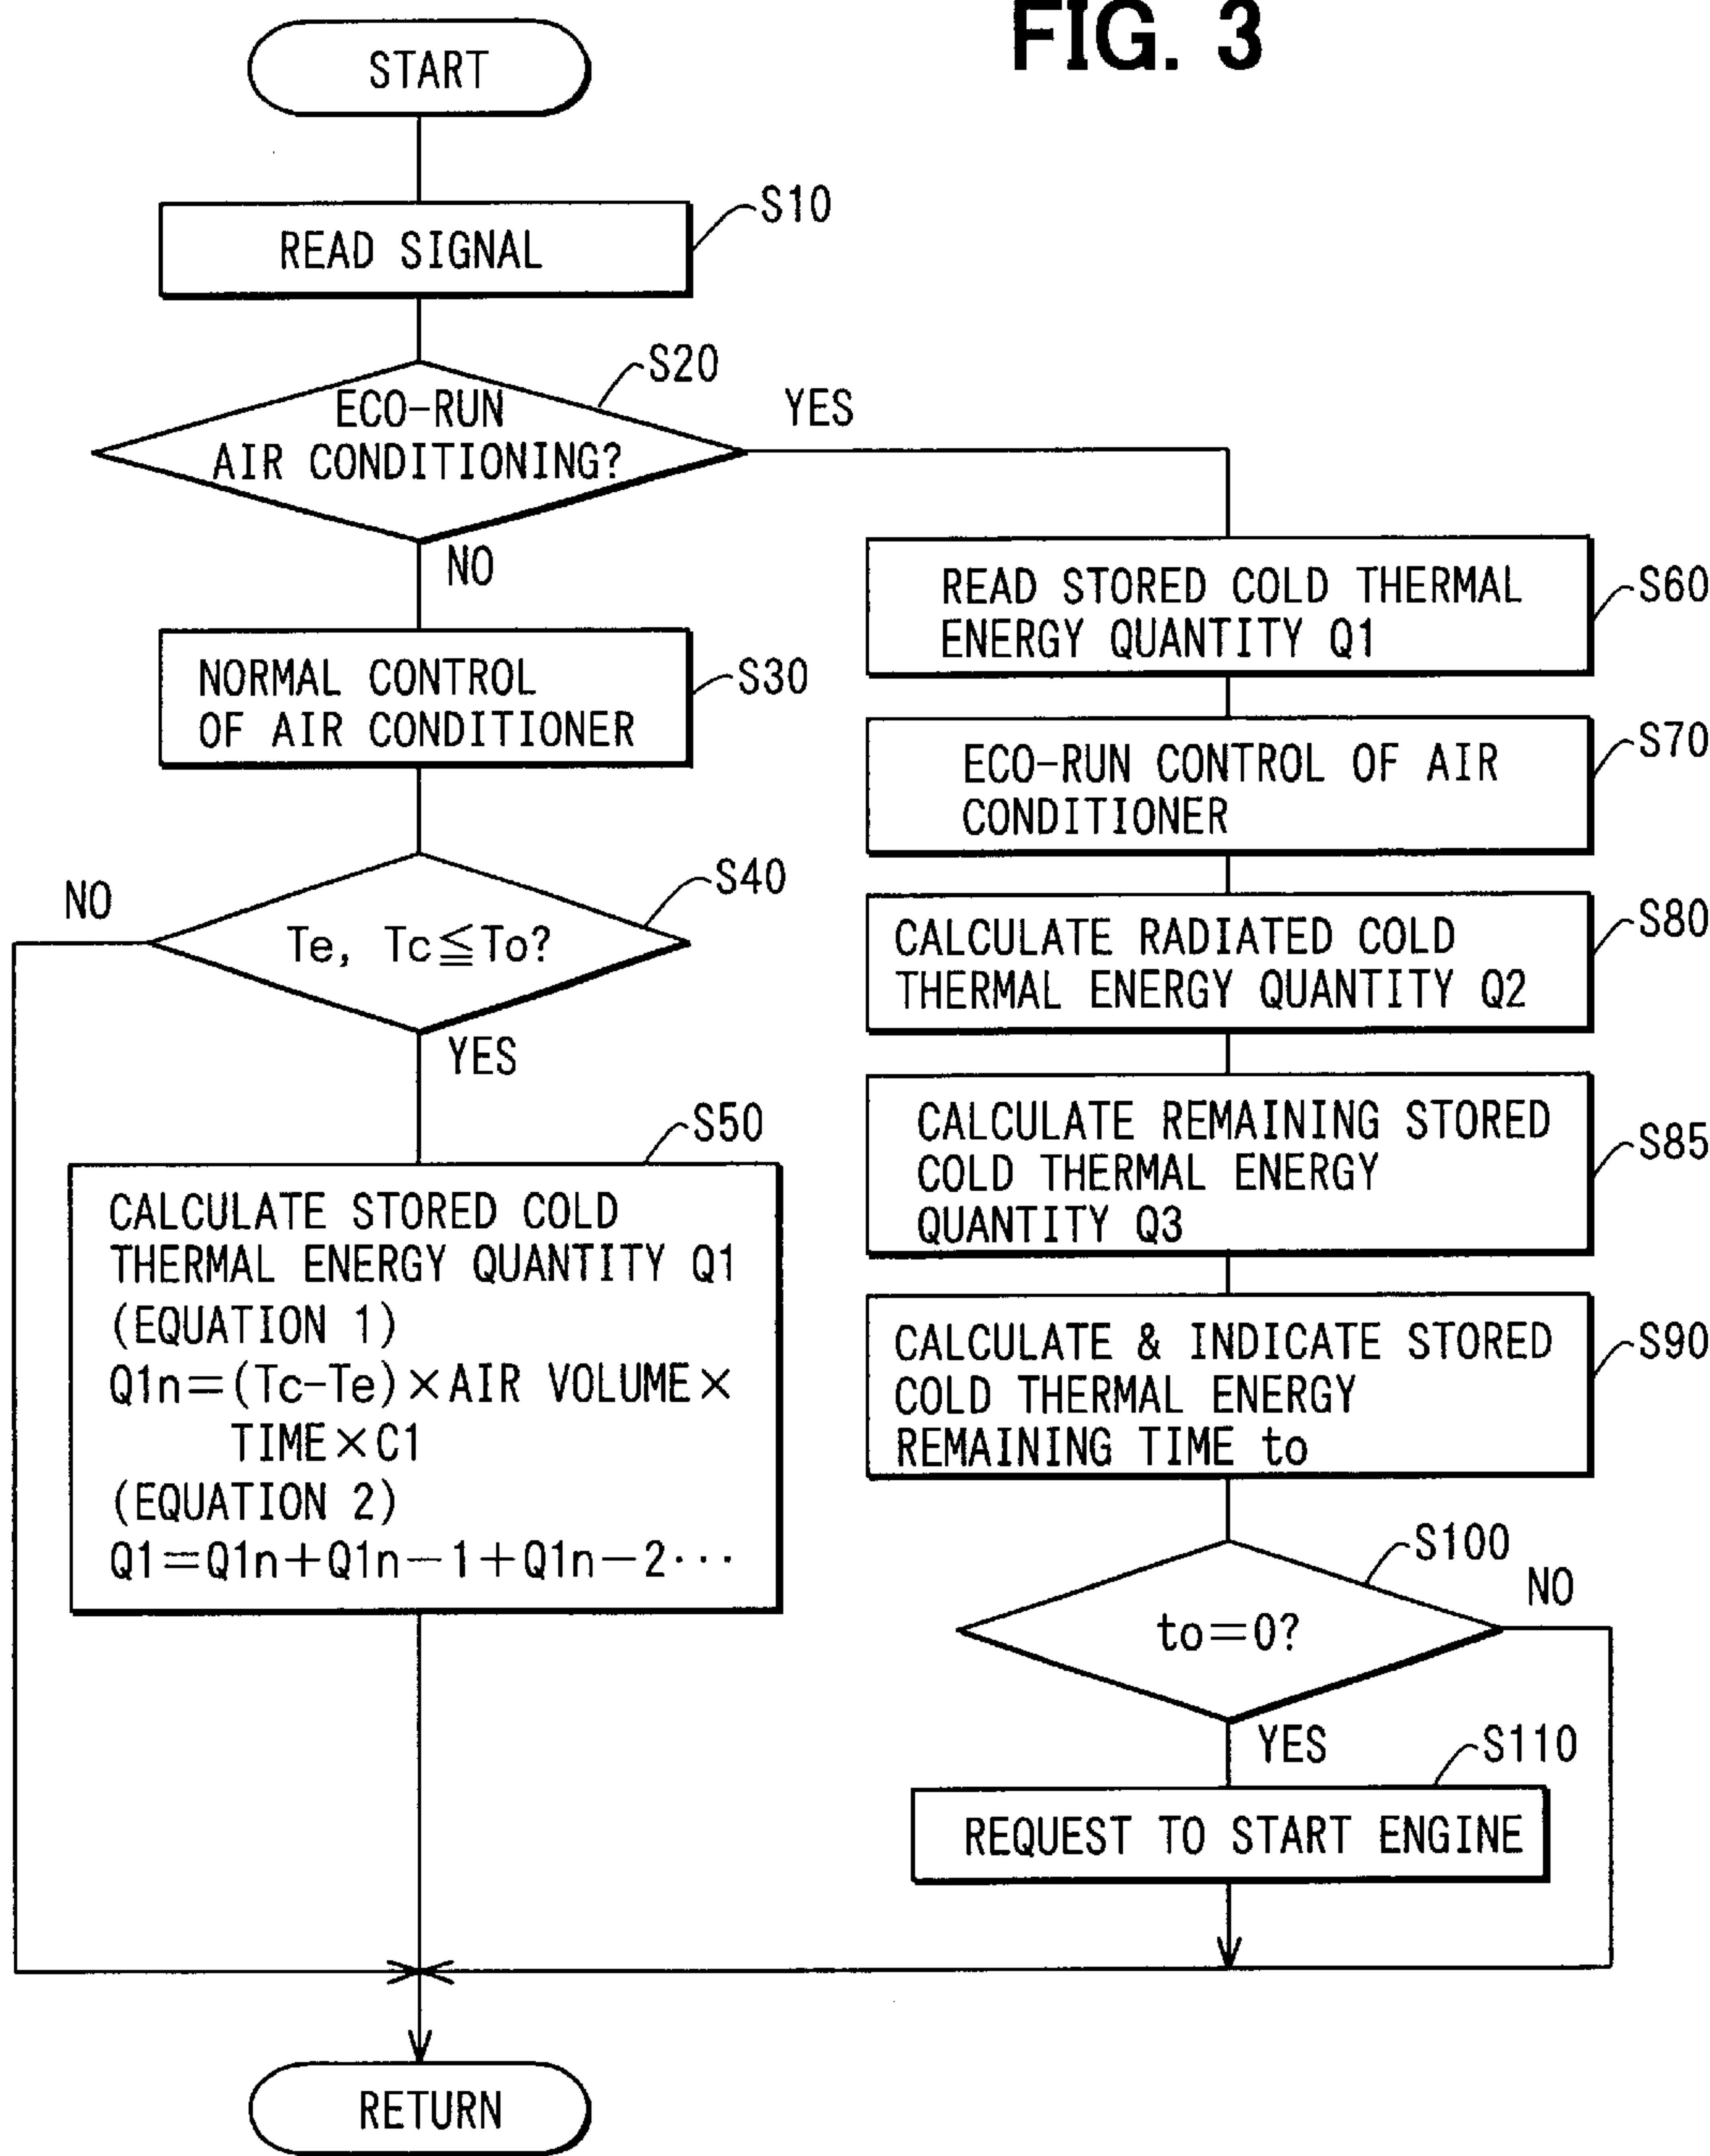 FIG. 3
START
READ SIGNAL
S10
ECO-RUN
AIR CONDITIONING?
S20
YES
NO
NORMAL CONTROL
OF AIR CONDITIONER
S30
Te, Tc≦To?
S40
NO
YES
CALCULATE STORED COLD
THERMAL ENERGY QUANTITY Q1
(EQUATION 1)
Q1n=(Tc-Te)×AIR VOLUME×
TIME×C1
(EQUATION 2)
Q1=Q1n+Q1n-1+Q1n-2···
S50
READ STORED COLD THERMAL
ENERGY QUANTITY Q1
S60
ECO-RUN CONTROL OF AIR
CONDITIONER
S70
CALCULATE RADIATED COLD
THERMAL ENERGY QUANTITY Q2
S80
CALCULATE REMAINING STORED
COLD THERMAL ENERGY
QUANTITY Q3
S85
CALCULATE & INDICATE STORED
COLD THERMAL ENERGY
REMAINING TIME to
S90
to=0?
S100
NO
YES
REQUEST TO START ENGINE
S110
RETURN